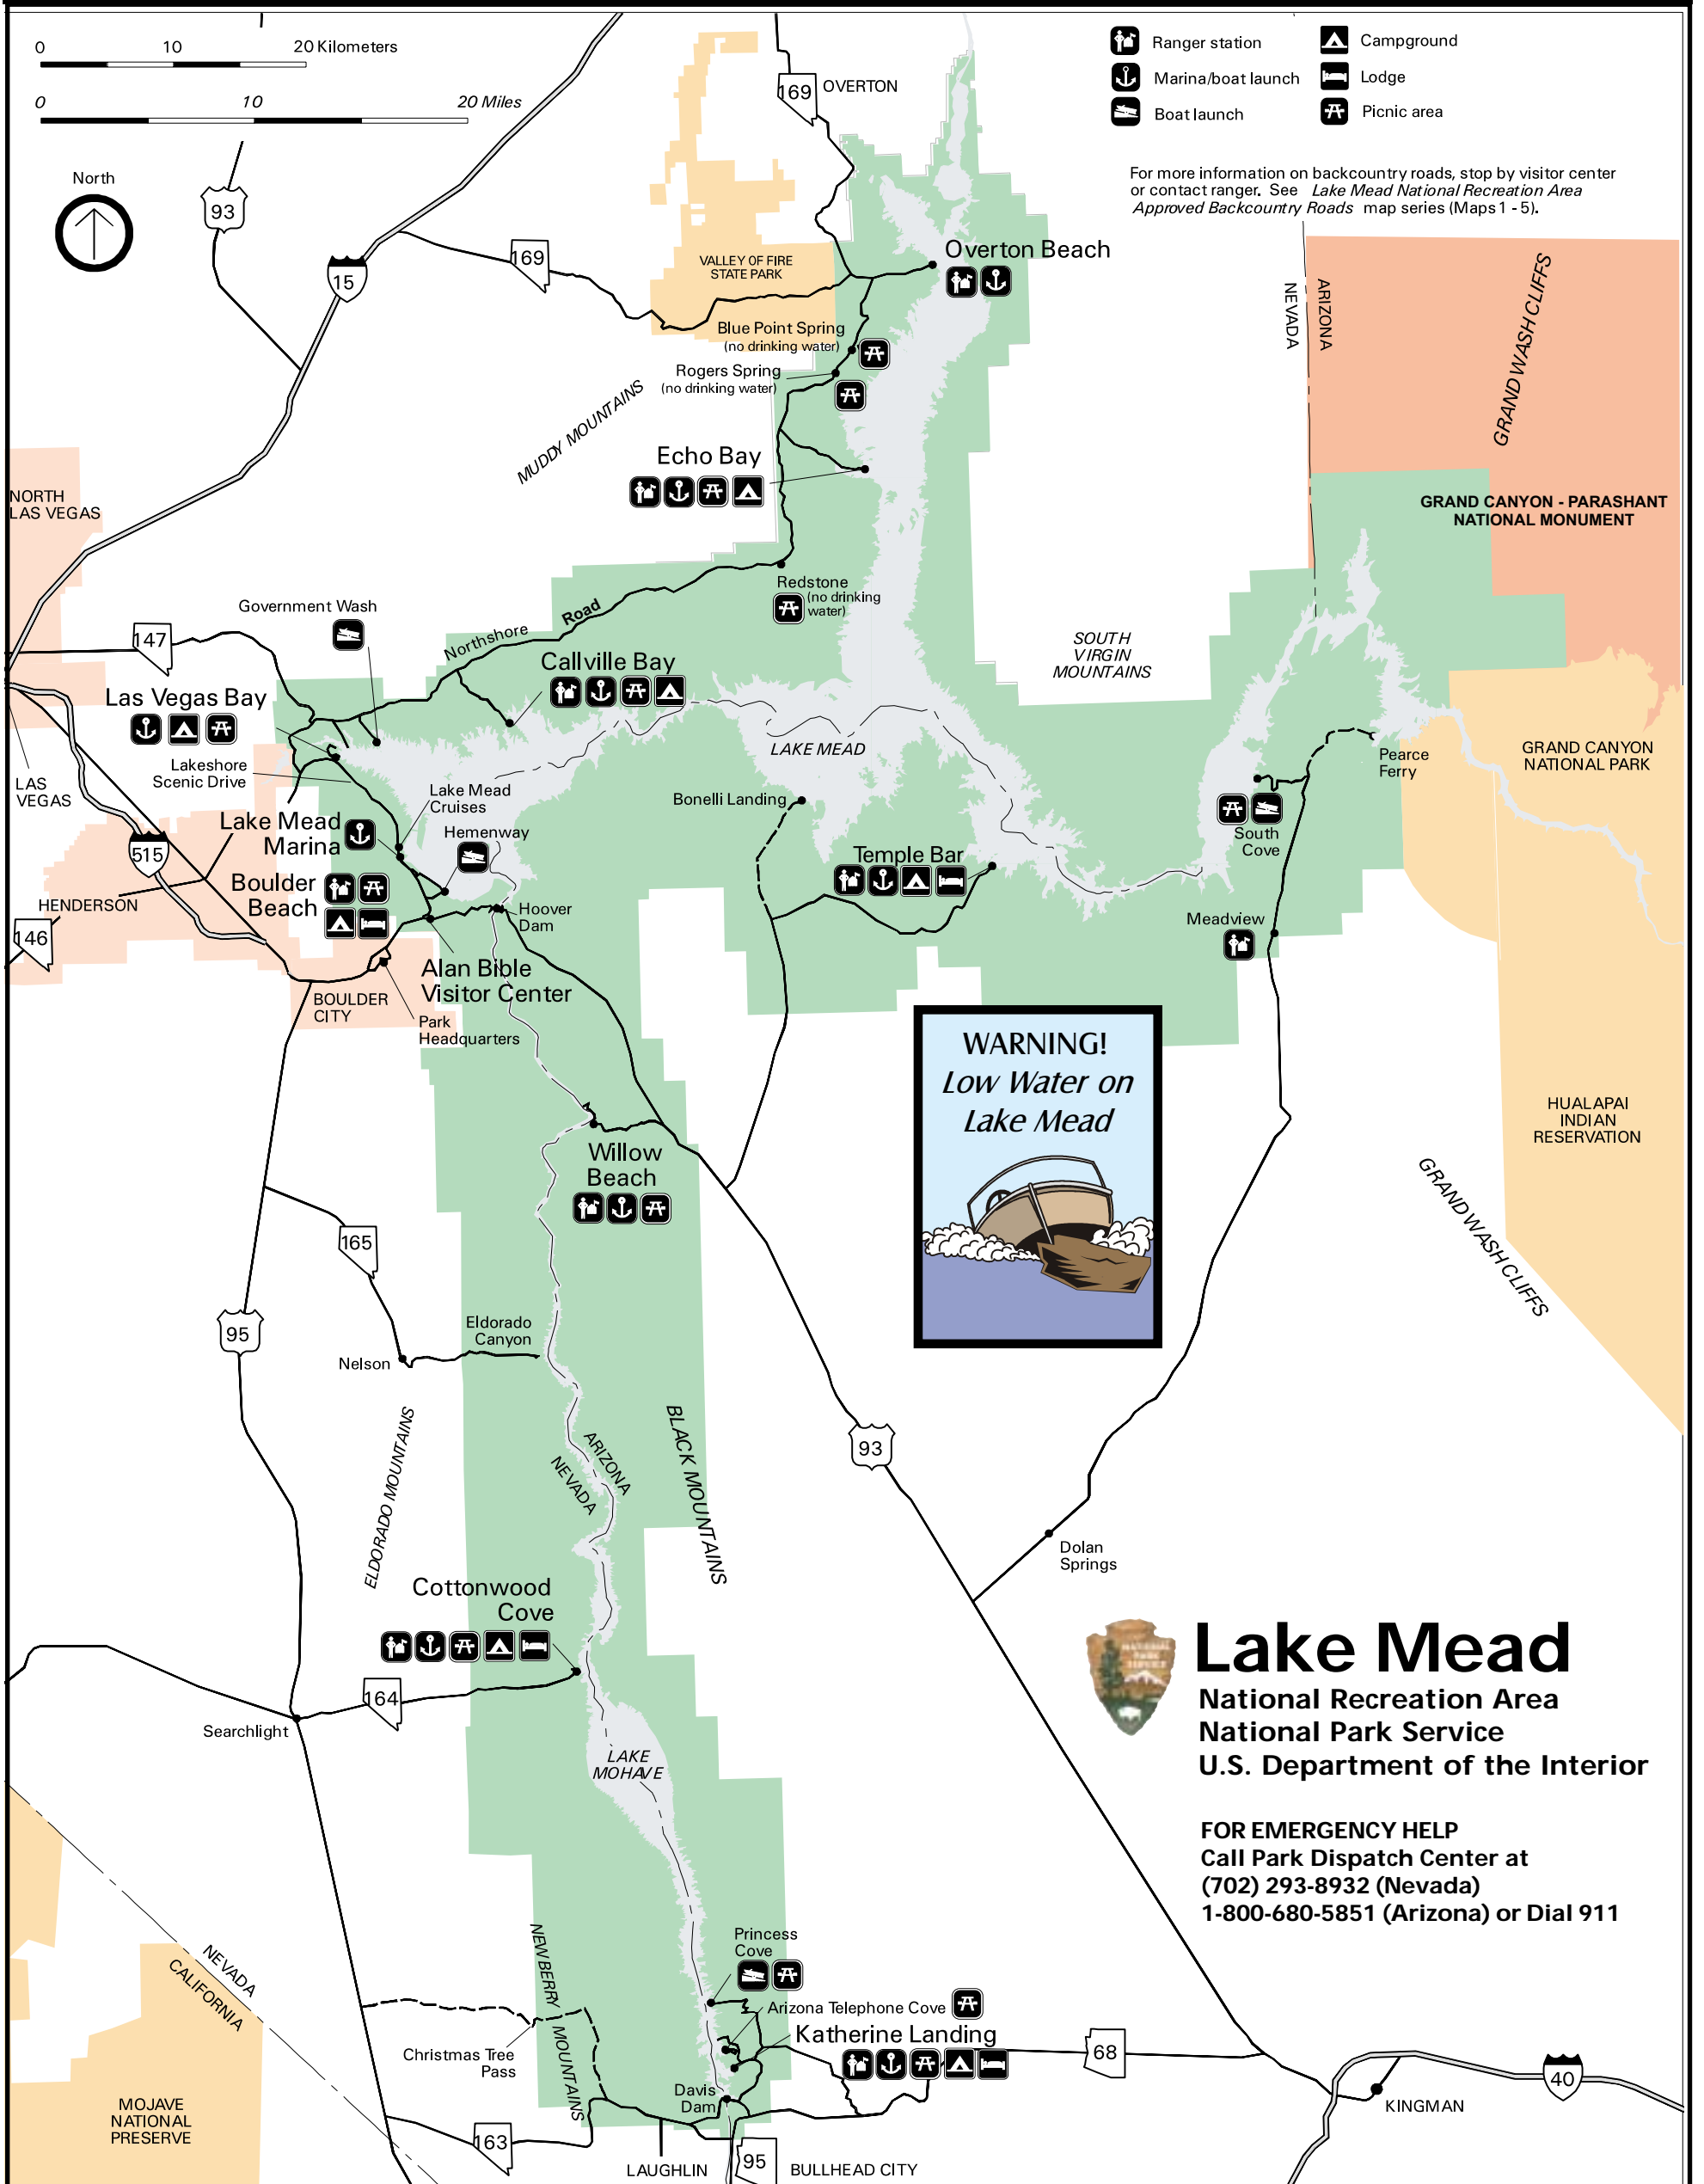 0 10 20 Kilometers
0 10 20 Miles
North
93
15
169
169
OVERTON
Ranger station
Marina/boat launch
Boat launch
Campground
Lodge
Picnic area
For more information on backcountry roads, stop by visitor center
or contact ranger. See Lake Mead National Recreation Area
Approved Backcountry Roads map series (Maps 1 - 5).
VALLEY OF FIRE
STATE PARK
Overton Beach
Blue Point Spring
(no drinking water)
Rogers Spring
(no drinking water)
MUDDY MOUNTAINS
Echo Bay
NEVADA
ARIZONA
GRAND WASH CLIFFS
GRAND CANYON - PARASHANT
NATIONAL MONUMENT
NORTH
LAS VEGAS
Redstone
(no drinking
water)
Government Wash
147
Northshore Road
Callville Bay
SOUTH
VIRGIN
MOUNTAINS
Las Vegas Bay
LAKE MEAD
Lakeshore
Scenic Drive
LAS
VEGAS
Pearce
Ferry
GRAND CANYON
NATIONAL PARK
Lake Mead
Cruises
Bonelli Landing
Lake Mead
Marina
Hemenway
South
Cove
515
Temple Bar
Boulder
Beach
HENDERSON
146
Hoover
Dam
Meadview
Alan Bible
Visitor Center
BOULDER
CITY
Park
Headquarters
WARNING!
Low Water on
Lake Mead
HUALAPAI
INDIAN
RESERVATION
Willow
Beach
GRAND WASH CLIFFS
165
95
Eldorado
Canyon
Nelson
ELDORADO MOUNTAINS
BLACK MOUNTAINS
ARIZONA
NEVADA
93
Dolan
Springs
Cottonwood
Cove
164
Searchlight
LAKE
MOHAVE
Lake Mead
National Recreation Area
National Park Service
U.S. Department of the Interior
FOR EMERGENCY HELP
Call Park Dispatch Center at
(702) 293-8932 (Nevada)
1-800-680-5851 (Arizona) or Dial 911
NEVADA
CALIFORNIA
NEWBERRY MOUNTAINS
Princess
Cove
Arizona Telephone Cove
Katherine Landing
Christmas Tree
Pass
68
40
Davis
Dam
KINGMAN
MOJAVE
NATIONAL
PRESERVE
163
LAUGHLIN
95
BULLHEAD CITY